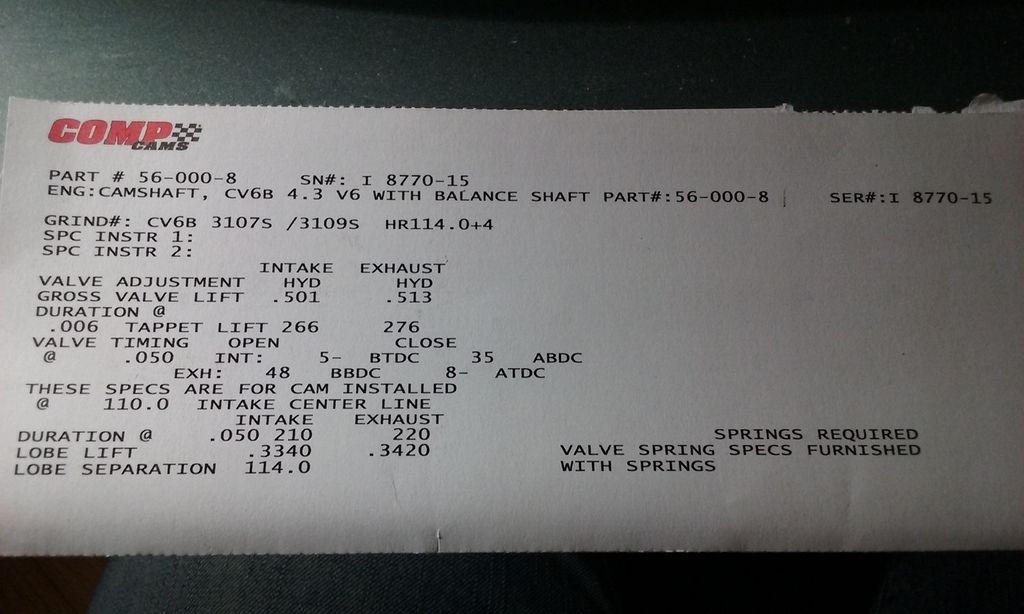 COMP
CAMS
PART # 56-000-8 SN#: I 8770-15
ENG:CAMSHAFT, CV6B 4.3 V6 WITH BALANCE SHAFT PART#:56-000-8 SER#:I 8770-15
GRIND#: CV6B 3107S /3109S HR114.0+4
SPC INSTR 1:
SPC INSTR 2:
INTAKE EXHAUST
VALVE ADJUSTMENT HYD HYD
GROSS VALVE LIFT .501 .513
DURATION @
.006 TAPPET LIFT 266 276
VALVE TIMING OPEN CLOSE
@ .050 INT: 5- BTDC 35 ABDC
EXH: 48 BBDC 8- ATDC
THESE SPECS ARE FOR CAM INSTALLED
@ 110.0 INTAKE CENTER LINE
INTAKE EXHAUST
DURATION @ .050 210 220 SPRINGS REQUIRED
LOBE LIFT .3340 .3420 VALVE SPRING SPECS FURNISHED
LOBE SEPARATION 114.0 WITH SPRINGS